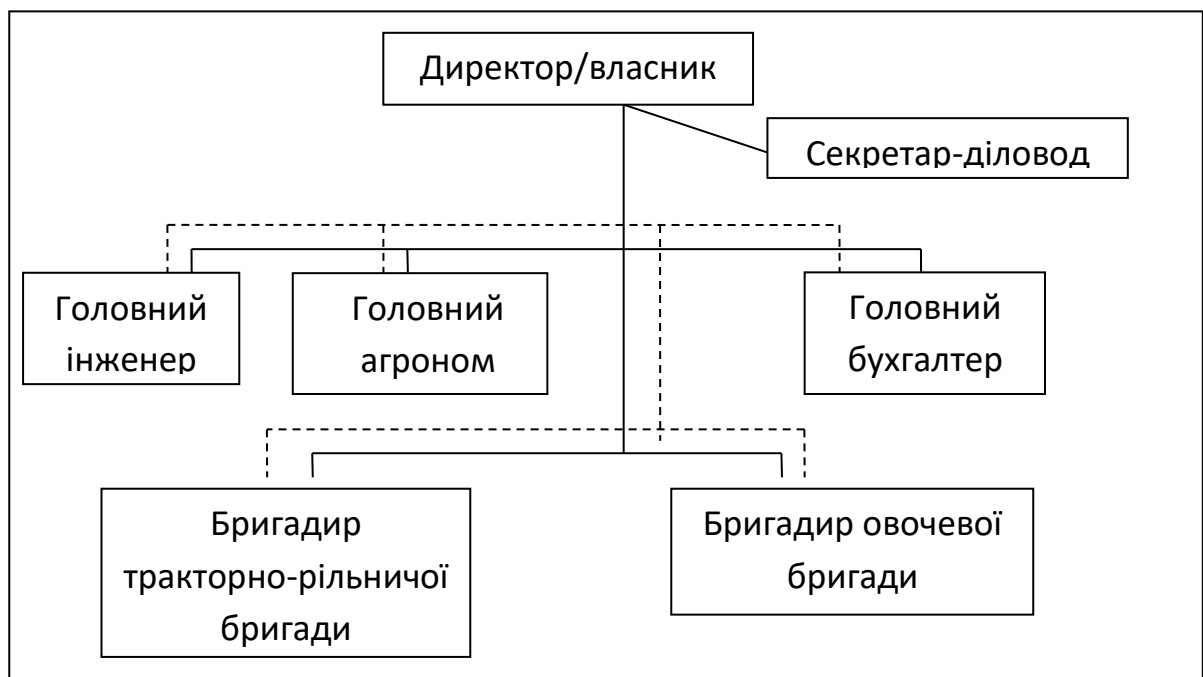 Директор/власник
Секретар-діловод
Головний
інженер
Головний
агроном
Головний
бухгалтер
Бригадир
тракторно-рільничої
бригади
Бригадир овочевої
бригади